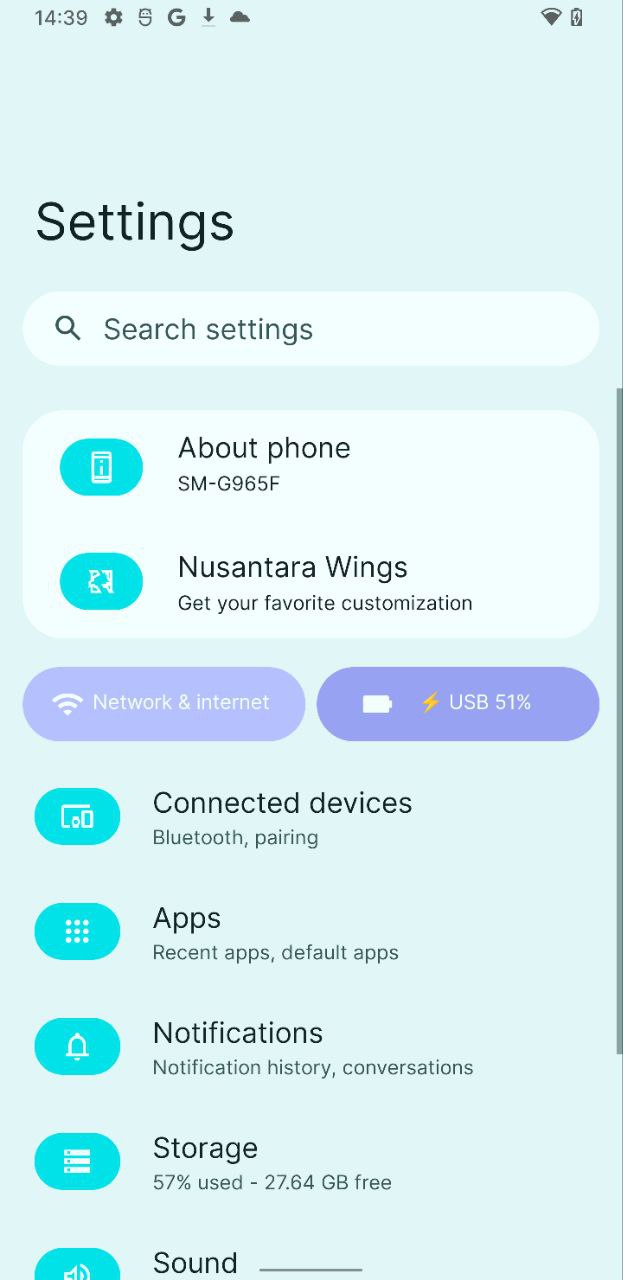 14:39
Settings
Search settings
About phone
SM-G965F
Nusantara Wings
Get your favorite customization
Network & internet
⚡ USB 51%
Connected devices
Bluetooth, pairing
Apps
Recent apps, default apps
Notifications
Notification history, conversations
Storage
57% used - 27.64 GB free
Sound